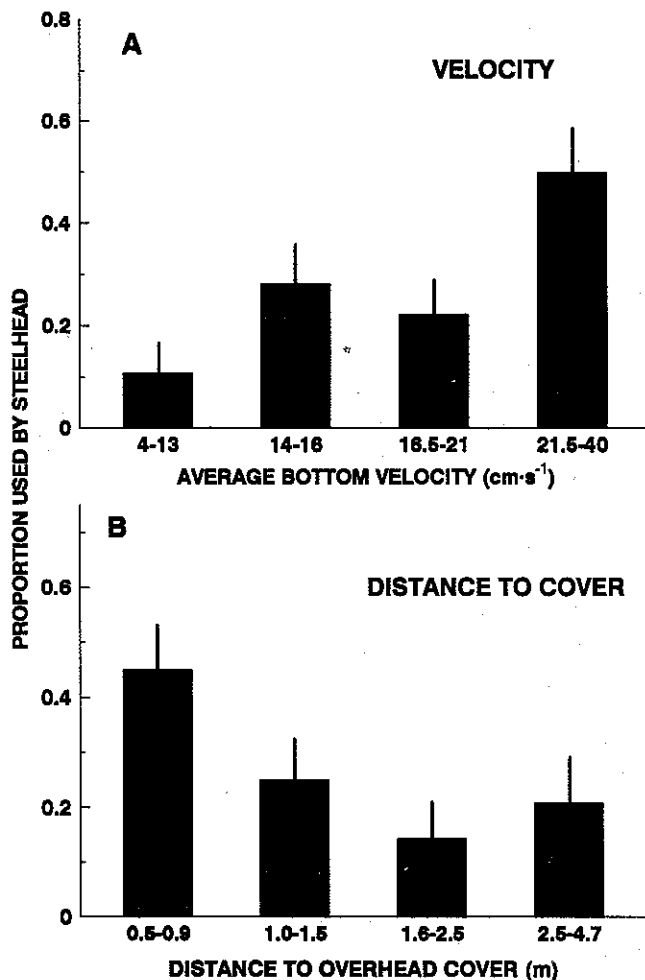 0.8
A
VELOCITY
0.6
0.4
0.2
0
4-13 14-16 16.5-21 21.5-40
AVERAGE BOTTOM VELOCITY (cm·s⁻¹)
PROPORTION USED BY STEELHEAD
B
DISTANCE TO COVER
0.6
0.4
0.2
0
0.5-0.9 1.0-1.5 1.6-2.5 2.5-4.7
DISTANCE TO OVERHEAD COVER (m)